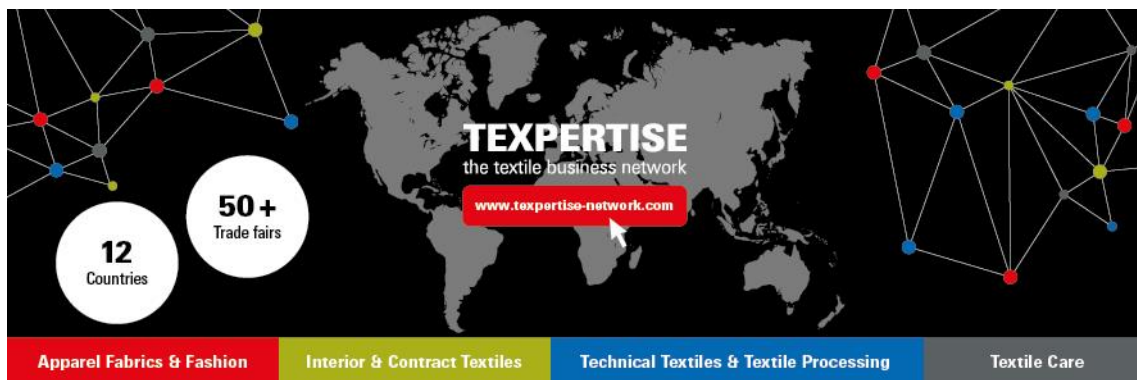 TEXPERTISE
the textile business network
www.texpertise-network.com
50+
Trade fairs
12
Countries
Apparel Fabrics & Fashion
Interior & Contract Textiles
Technical Textiles & Textile Processing
Textile Care